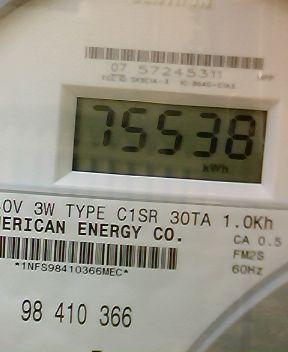 07 57245311
75538
kWh
0V 3W TYPE C1SR 30TA 1.0Kh
ERICAN ENERGY CO.
CA 0.5
FM2S
60Hz
*1NFS98410366MEC*
98 410 366